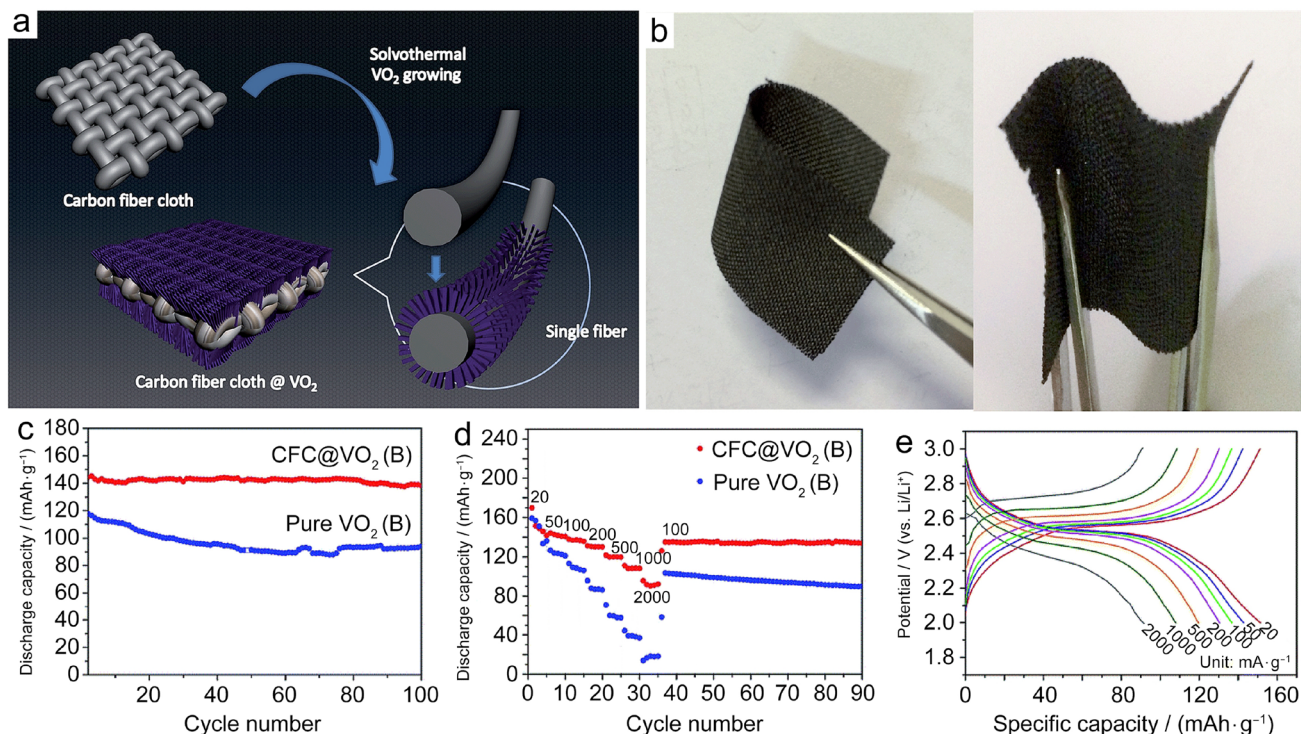 a
Solvothermal
VO₂ growing
Carbon fiber cloth
Single fiber
Carbon fiber cloth @ VO₂
b
c
180
160
140
120
100
80
60
40
20
0
Discharge capacity / (mAh·g⁻¹)
CFC@VO₂ (B)
Pure VO₂ (B)
20 40 60 80 100
Cycle number
d
240
200
160
120
80
40
0
Discharge capacity / (mAh·g⁻¹)
CFC@VO₂ (B)
Pure VO₂ (B)
20
50
100
200
500
1000
2000
100
0 10 20 30 40 50 60 70 80 90
Cycle number
e
3.0
2.8
2.6
2.4
2.2
2.0
1.8
Potential / V (vs. Li/Li⁺)
2000
1000
500
200
100
50
20
Unit: mA·g⁻¹
0 40 80 120 160
Specific capacity / (mAh·g⁻¹)